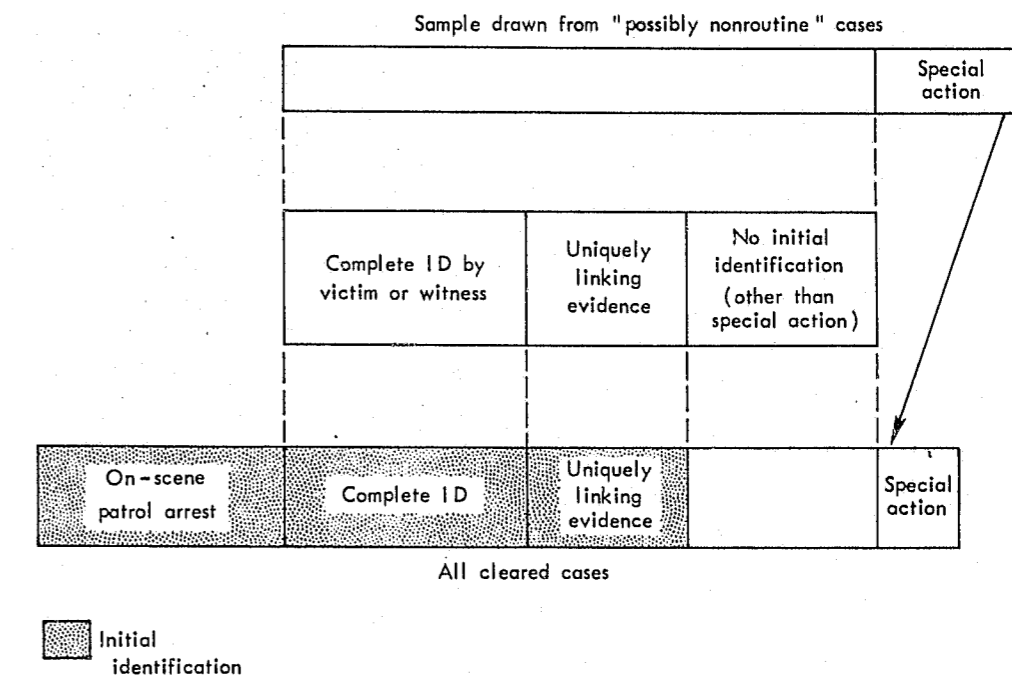 Sample drawn from "possibly nonroutine" cases
Special
action
Complete ID by
victim or witness
Uniquely
linking
evidence
No initial
identification
(other than
special action)
On-scene
patrol arrest
Complete ID
Uniquely
linking
evidence
Special
action
All cleared cases
Initial
identification